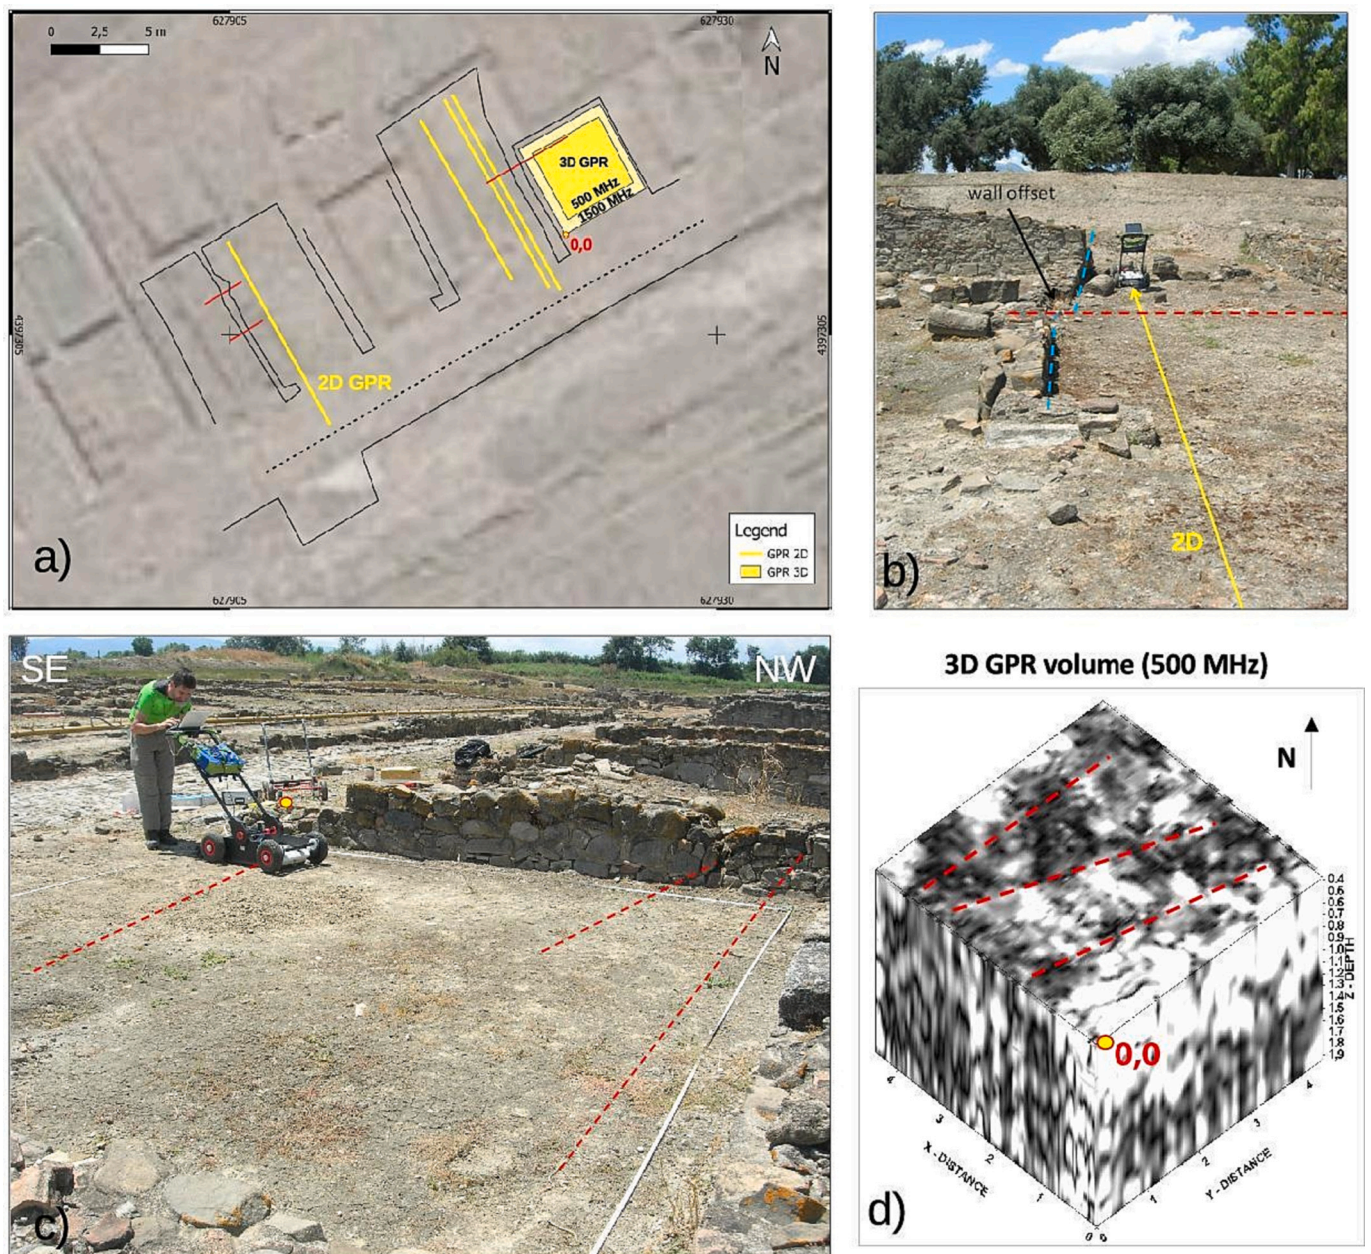 627905
627930
0 2,5 5 m
N
3D GPR
500 MHz
1500 MHz
0,0
4397305
4397305
2D GPR
Legend
GPR 2D
GPR 3D
a)
627905
627930
wall offset
2D
b)
SE
NW
c)
3D GPR volume (500 MHz)
N
0.4
0.6
0.6
0.7
0.8
0.9
1.0
1.1
1.2
1.3
1.4
1.5
1.6
1.7
1.8
1.9
Z - DEPTH
0,0
4
3
2
1
0
X - DISTANCE
0
1
2
3
4
Y - DISTANCE
d)